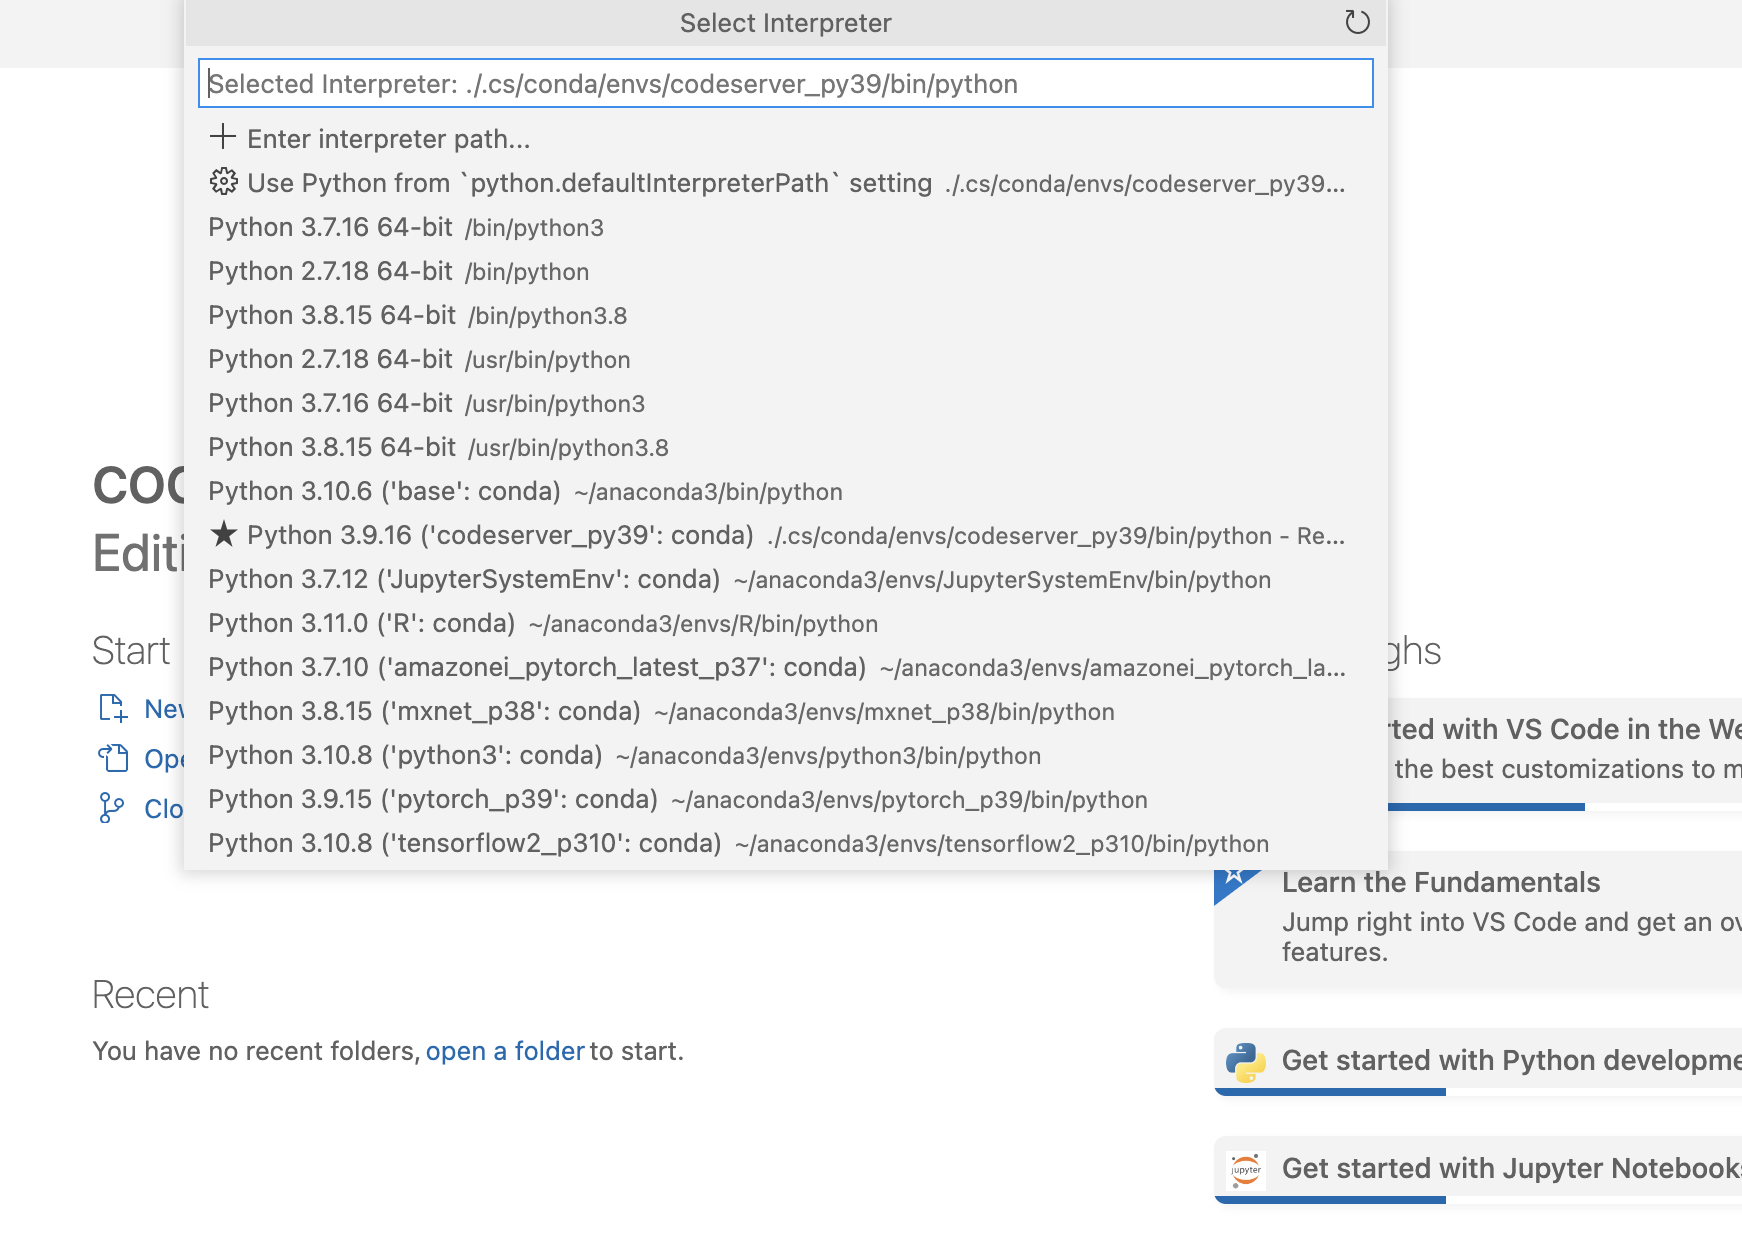 Select Interpreter
Selected Interpreter: ./.cs/conda/envs/codeserver_py39/bin/python
Enter interpreter path...
Use Python from `python.defaultInterpreterPath` setting ./.cs/conda/envs/codeserver_py39...
Python 3.7.16 64-bit /bin/python3
Python 2.7.18 64-bit /bin/python
Python 3.8.15 64-bit /bin/python3.8
Python 2.7.18 64-bit /usr/bin/python
Python 3.7.16 64-bit /usr/bin/python3
Python 3.8.15 64-bit /usr/bin/python3.8
Python 3.10.6 ('base': conda) ~/anaconda3/bin/python
★ Python 3.9.16 ('codeserver_py39': conda) ./.cs/conda/envs/codeserver_py39/bin/python - Re...
Python 3.7.12 ('JupyterSystemEnv': conda) ~/anaconda3/envs/JupyterSystemEnv/bin/python
Python 3.11.0 ('R': conda) ~/anaconda3/envs/R/bin/python
Python 3.7.10 ('amazonei_pytorch_latest_p37': conda) ~/anaconda3/envs/amazonei_pytorch_la...
Python 3.8.15 ('mxnet_p38': conda) ~/anaconda3/envs/mxnet_p38/bin/python
Python 3.10.8 ('python3': conda) ~/anaconda3/envs/python3/bin/python
Python 3.9.15 ('pytorch_p39': conda) ~/anaconda3/envs/pytorch_p39/bin/python
Python 3.10.8 ('tensorflow2_p310': conda) ~/anaconda3/envs/tensorflow2_p310/bin/python
Editi
Start
New
Ope
Clo
Recent
You have no recent folders, open a folder to start.
ghs
rted with VS Code in the We
the best customizations to m
Learn the Fundamentals
Jump right into VS Code and get an ov
features.
Get started with Python developme
jupyter
Get started with Jupyter Notebooks